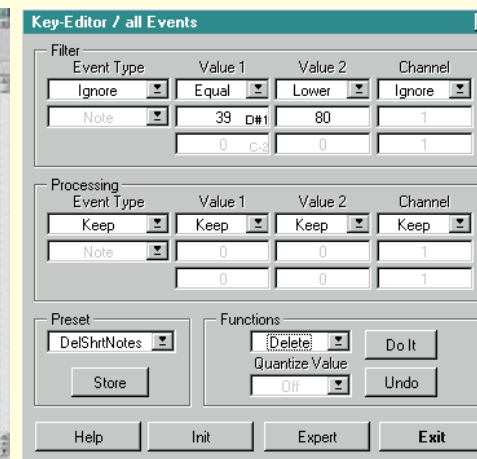 Key-Editor / all Events
Filter
Event Type Value 1 Value 2 Channel
Ignore Equal Lower Ignore
Note 39 D#1 80 1
0 C-2 0 1
Processing
Event Type Value 1 Value 2 Channel
Keep Keep Keep Keep
Note 0 0 1
0 0 1
Preset Functions
DelShrtNotes Delete Do It
Quantize Value
Store Off Undo
Help Init Expert Exit